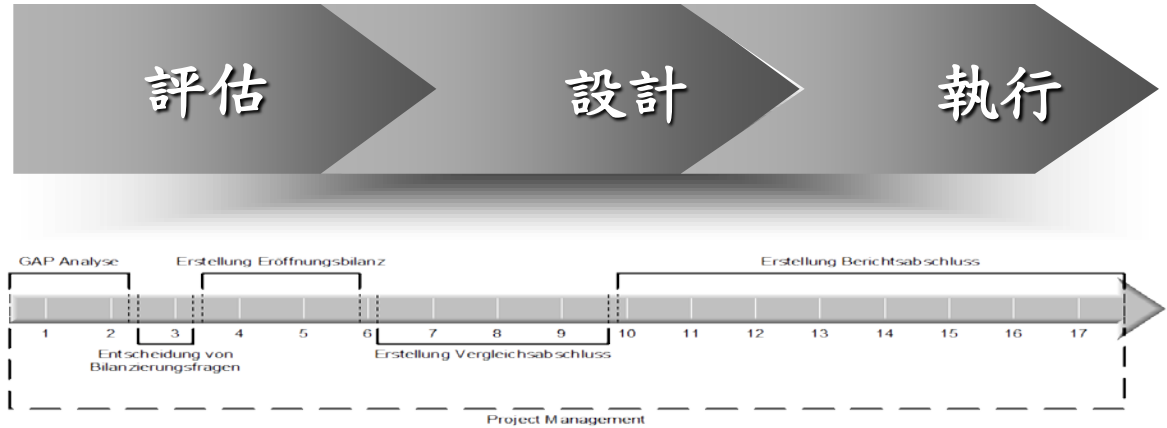 評估
設計
執行
GAP Analyse
Erstellung Eröffnungsbilanz
Erstellung Berichtsabschluss
1 2 3 4 5 6 7 8 9 10 11 12 13 14 15 16 17
Entscheidung von
Bilanzierungsfragen
Erstellung Vergleichsabschluss
Project Management